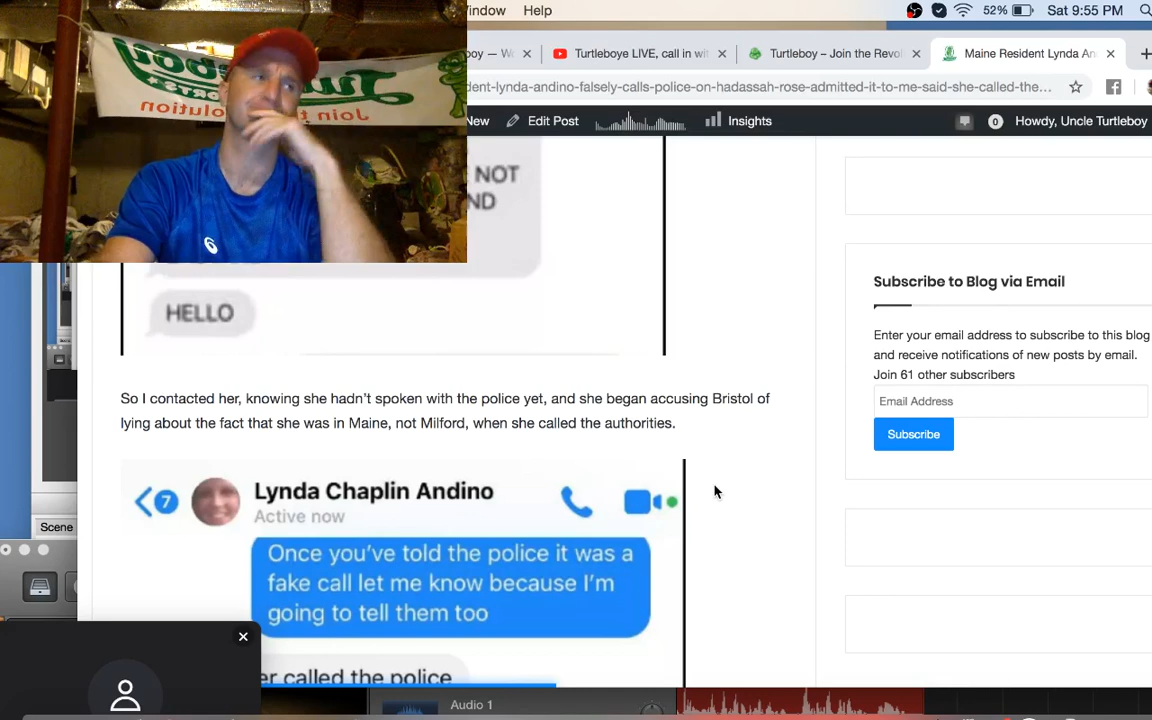 indow Help 52% Sat 9:55 PM
boy — Wo Turtleboye LIVE, call in wit Turtleboy – Join the Revo Maine Resident Lynda An
dent-lynda-andino-falsely-calls-police-on-hadassah-rose-admitted-it-to-me-said-she-called-the...
New Edit Post Insights 0 Howdy, Uncle Turtleboy
NOT
ND
HELLO
So I contacted her, knowing she hadn't spoken with the police yet, and she began accusing Bristol of
lying about the fact that she was in Maine, not Milford, when she called the authorities.
7 Lynda Chaplin Andino
Active now
Once you've told the police it was a
fake call let me know because I'm
going to tell them too
er called the police
Subscribe to Blog via Email
Enter your email address to subscribe to this blog
and receive notifications of new posts by email.
Join 61 other subscribers
Email Address
Subscribe
Scene
Audio 1